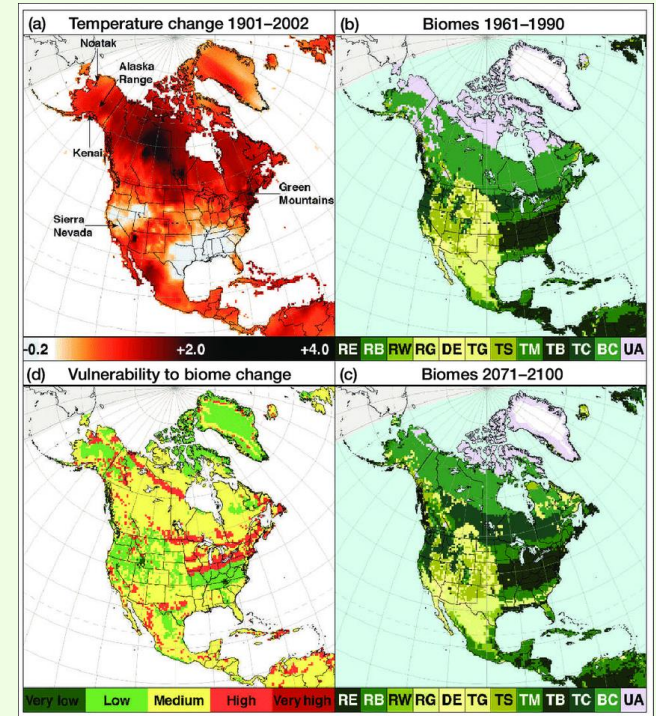 (a) Temperature change 1901–2002
Noatak
Alaska
Range
Kenai
Green
Mountains
Sierra
Nevada
-0.2 +2.0 +4.0
(b) Biomes 1961–1990
RE RB RW RG DE TG TS TM TB TC BC UA
(d) Vulnerability to biome change
Very low Low Medium High Very high
(c) Biomes 2071–2100
RE RB RW RG DE TG TS TM TB TC BC UA